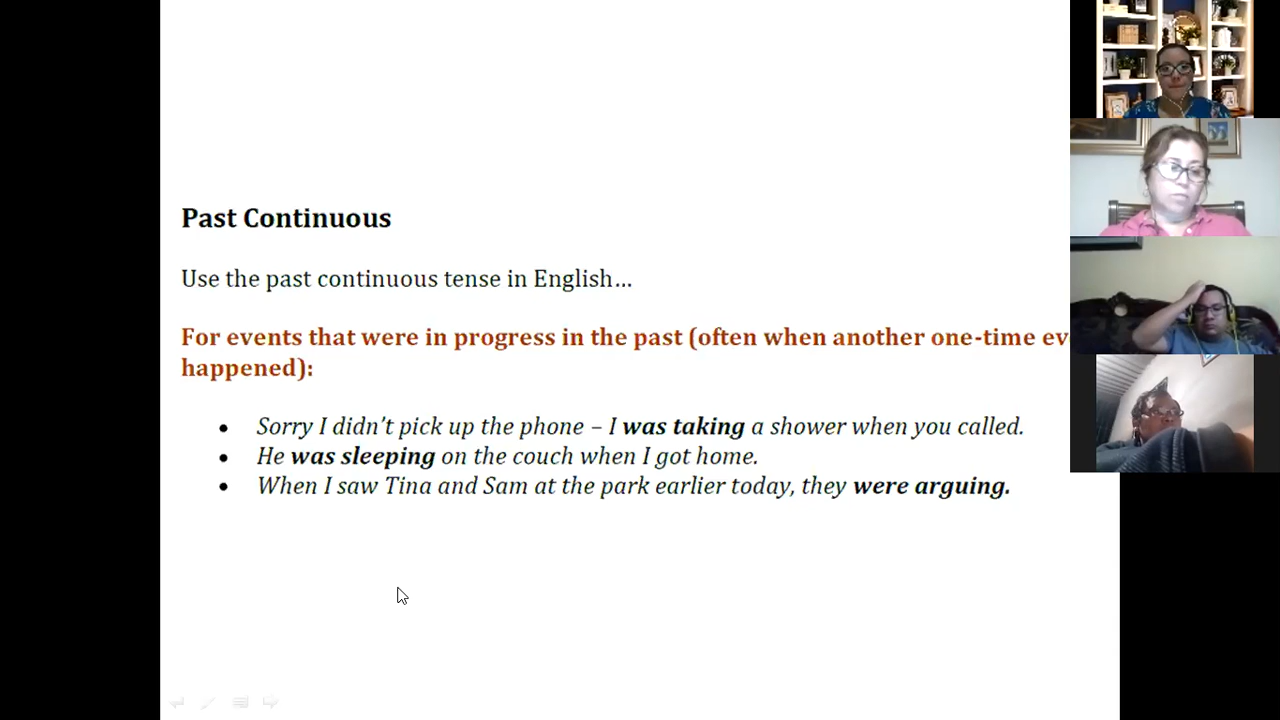 Past Continuous
Use the past continuous tense in English…
For events that were in progress in the past (often when another one-time
happened):
• Sorry I didn't pick up the phone – I was taking a shower when you called.
• He was sleeping on the couch when I got home.
• When I saw Tina and Sam at the park earlier today, they were arguing.